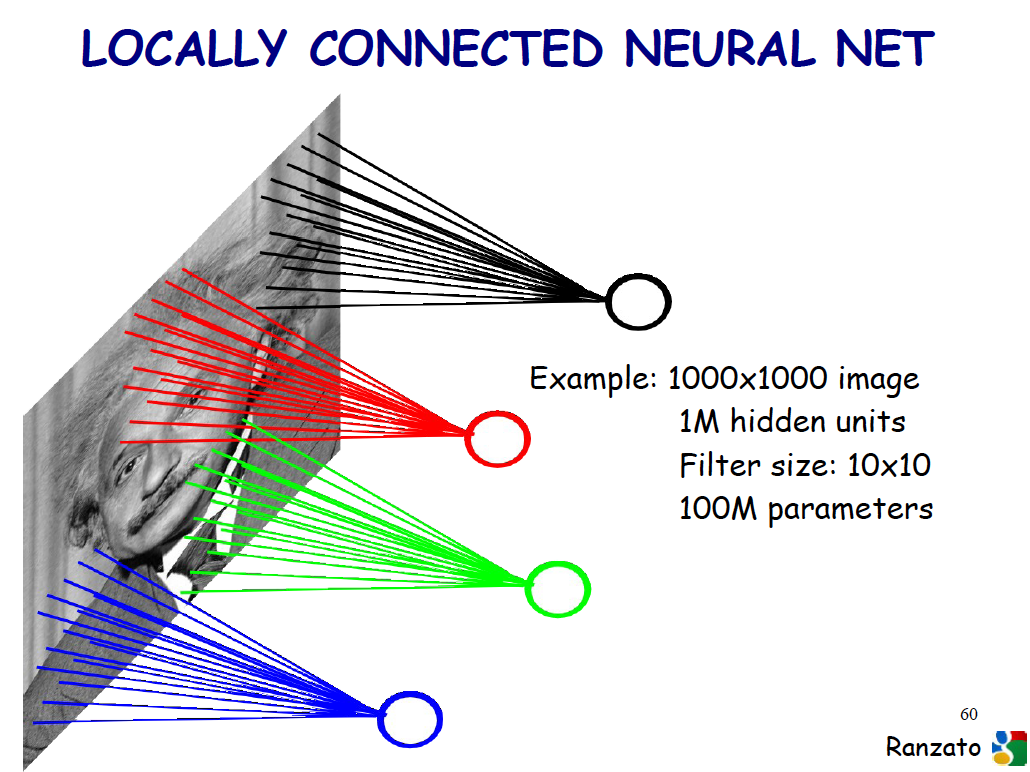 LOCALLY CONNECTED NEURAL NET
Example: 1000x1000 image
1M hidden units
Filter size: 10x10
100M parameters
60
Ranzato